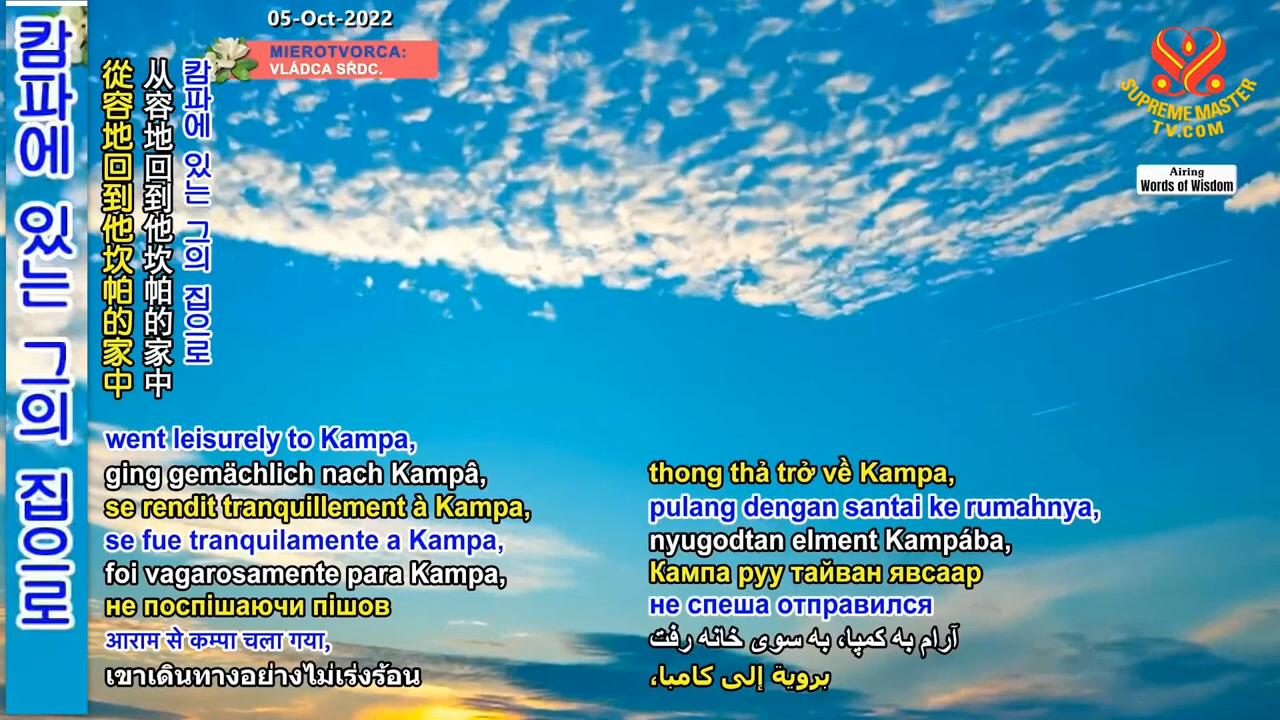 05-Oct-2022
MIEROTVORCA:
VLÁDCA SŔDC.
SUPREME MASTER
TV.COM
Airing
Words of Wisdom
캄파에 있는 그의 집으로
從容地回到他坎帕的家中
从容地回到他坎帕的家中
캄파에 있는 그의 집으로
went leisurely to Kampa,
ging gemächlich nach Kampâ,
se rendit tranquillement à Kampa,
se fue tranquilamente a Kampa,
foi vagarosamente para Kampa,
не поспішаючи пішов
आराम से कम्पा चला गया,
เขาเดินทางอย่างไม่เร่งร้อน
thong thả trở về Kampa,
pulang dengan santai ke rumahnya,
nyugodtan elment Kampába,
Кампа руу тайван явсаар
не спеша отправился
آرام به کمپا، به سوی خانه رفت
بروية إلى كامبا،